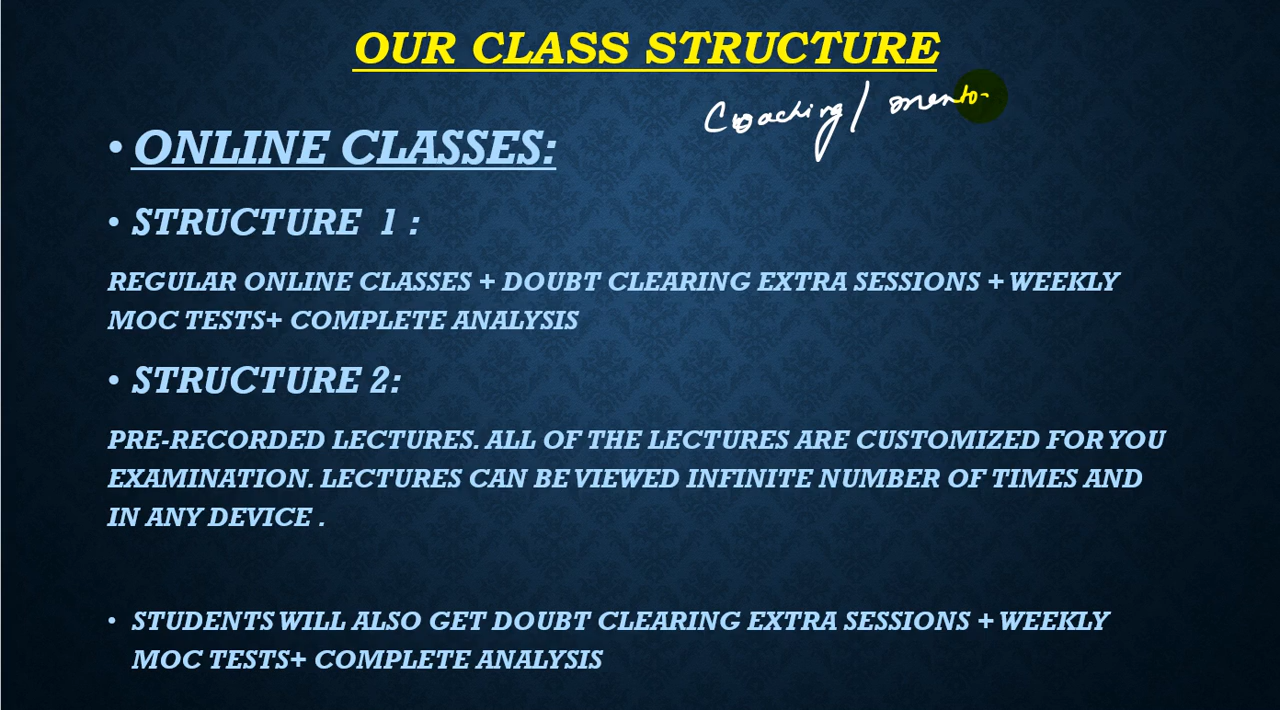 OUR CLASS STRUCTURE
Coaching/ mento
• ONLINE CLASSES:
• STRUCTURE 1 :
REGULAR ONLINE CLASSES + DOUBT CLEARING EXTRA SESSIONS + WEEKLY
MOC TESTS+ COMPLETE ANALYSIS
• STRUCTURE 2:
PRE-RECORDED LECTURES. ALL OF THE LECTURES ARE CUSTOMIZED FOR YOU
EXAMINATION. LECTURES CAN BE VIEWED INFINITE NUMBER OF TIMES AND
IN ANY DEVICE .
• STUDENTS WILL ALSO GET DOUBT CLEARING EXTRA SESSIONS + WEEKLY
MOC TESTS+ COMPLETE ANALYSIS